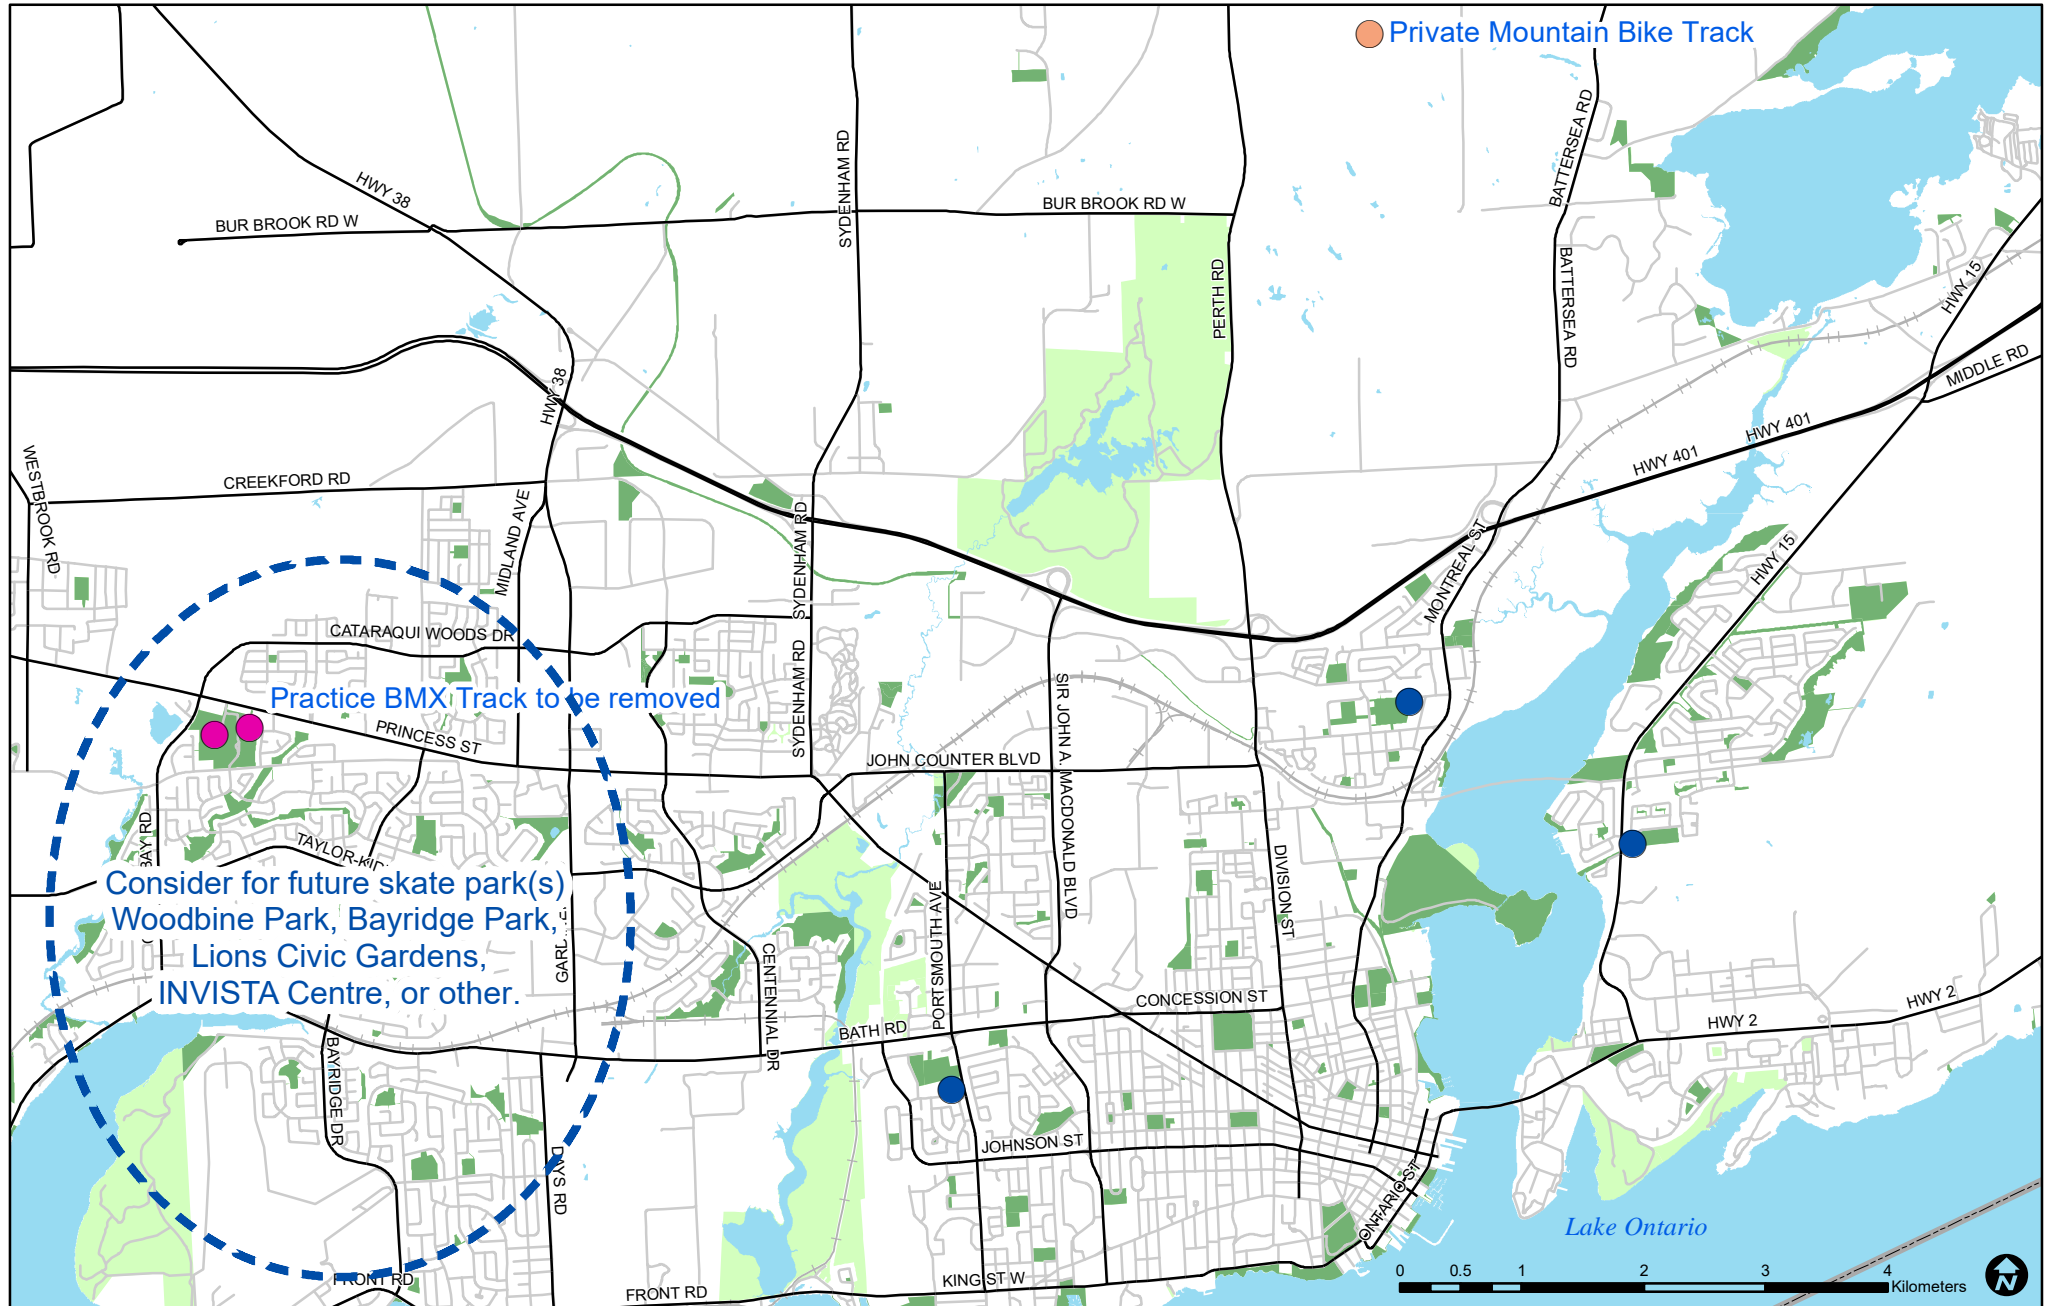 Private Mountain Bike Track
BATTERSEA RD
SYDENHAM RD
HWY 38
BUR BROOK RD W
BUR BROOK RD W
BATTERSEA RD
PERTH RD
HWY 15
MIDDLE RD
HWY 38
HWY 401
HWY 401
WESTBROOK RD
CREEKFORD RD
MIDLAND AVE
SYDENHAM RD
MONTREAL ST
HWY 15
CATARAQUI WOODS DR
SYDENHAM RD
Practice BMX Track to be removed
PRINCESS ST
SIR JOHN A. MACDONALD BLVD
JOHN COUNTER BLVD
BAY RD
TAYLOR-KID
DIVISION ST
Consider for future skate park(s)
Woodbine Park, Bayridge Park,
Lions Civic Gardens,
INVISTA Centre, or other.
PORTSMOUTH AVE
CENTENNIAL DR
CONCESSION ST
BATH RD
HWY 2
HWY 2
BAYRIDGE DR
JOHNSON ST
DAYS RD
ONTARIO ST
Lake Ontario
FRONT RD
FRONT RD
KING ST W
0 0.5 1 2 3 4
Kilometers
N